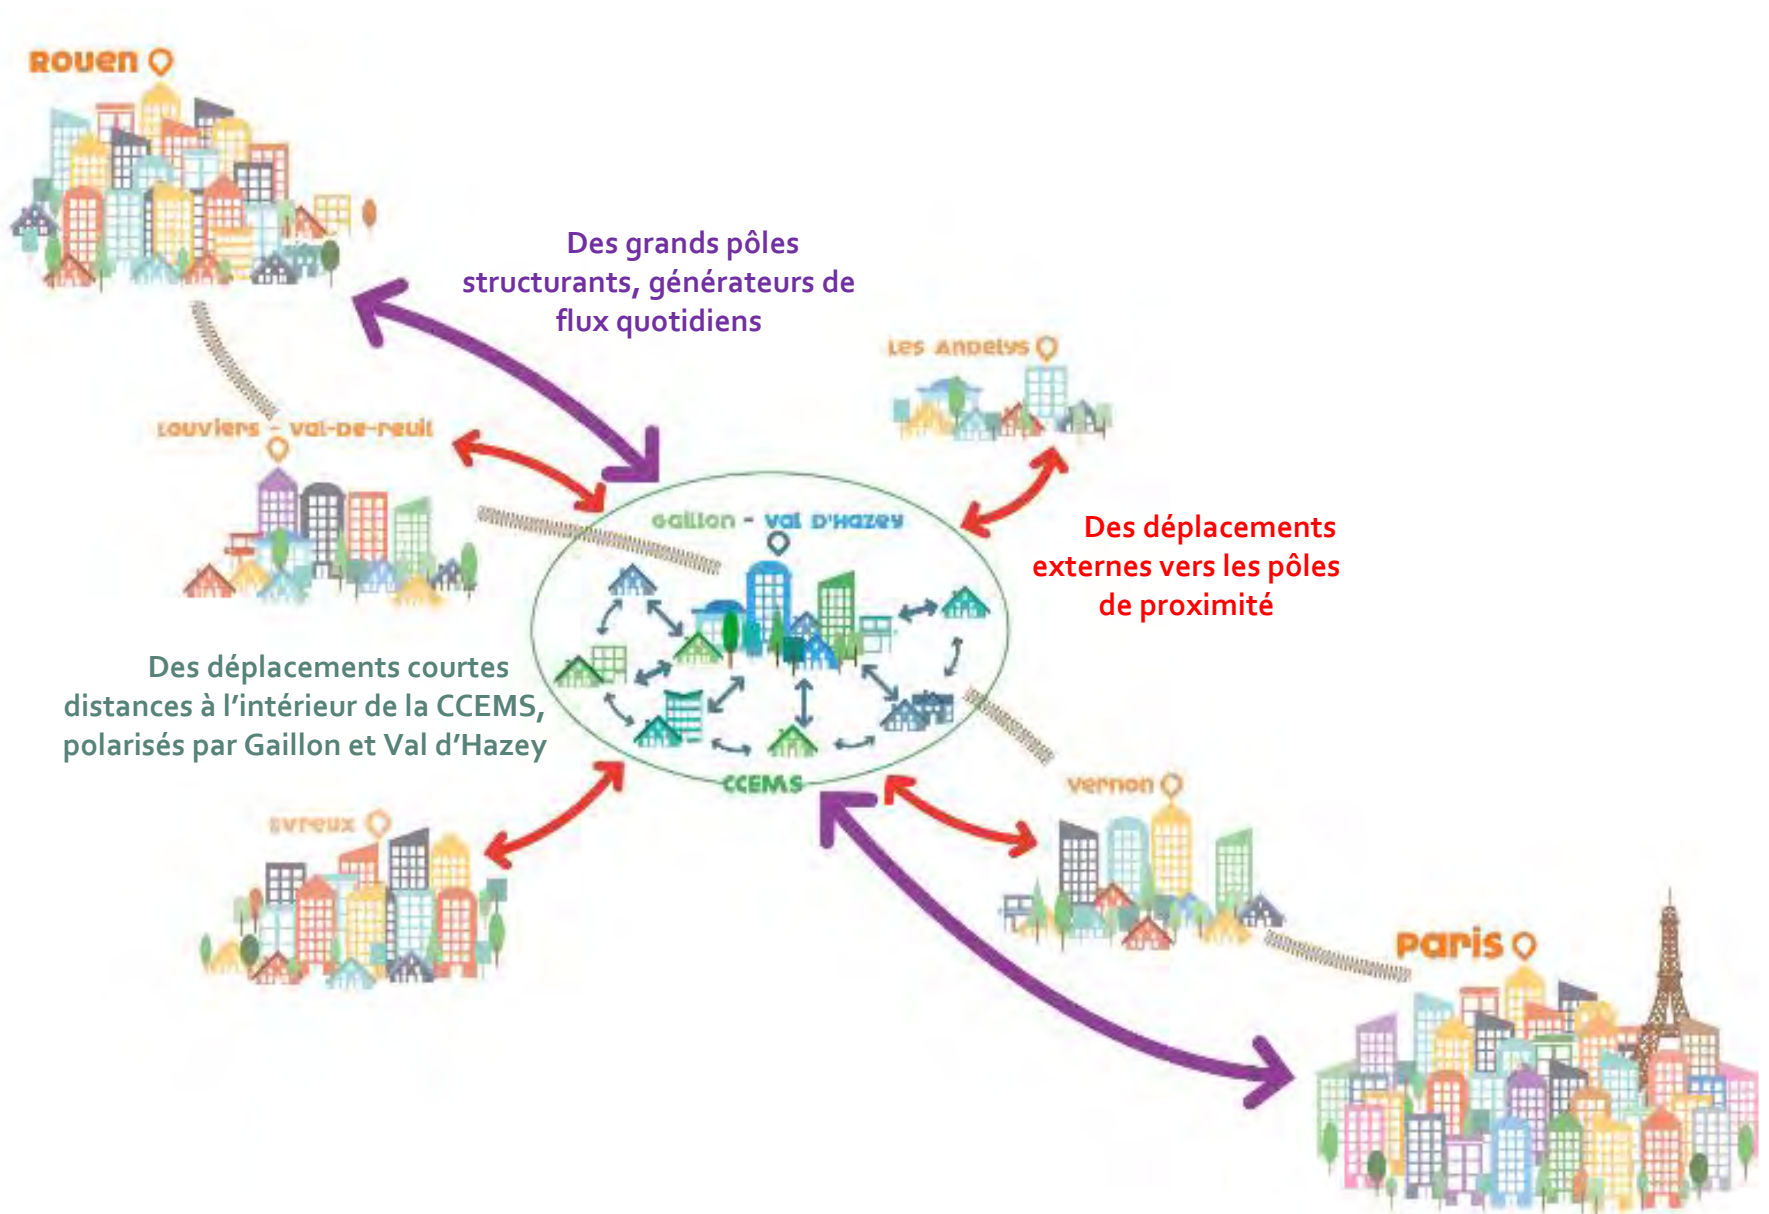 Rouen
Des grands pôles
structurants, générateurs de
flux quotidiens
Les Andelys
Louviers - Val-De-Reuil
Gaillon - Val D'Hazey
Des déplacements
externes vers les pôles
de proximité
Des déplacements courtes
distances à l'intérieur de la CCEMS,
polarisés par Gaillon et Val d'Hazey
CCEMS
Vernon
Evreux
Paris